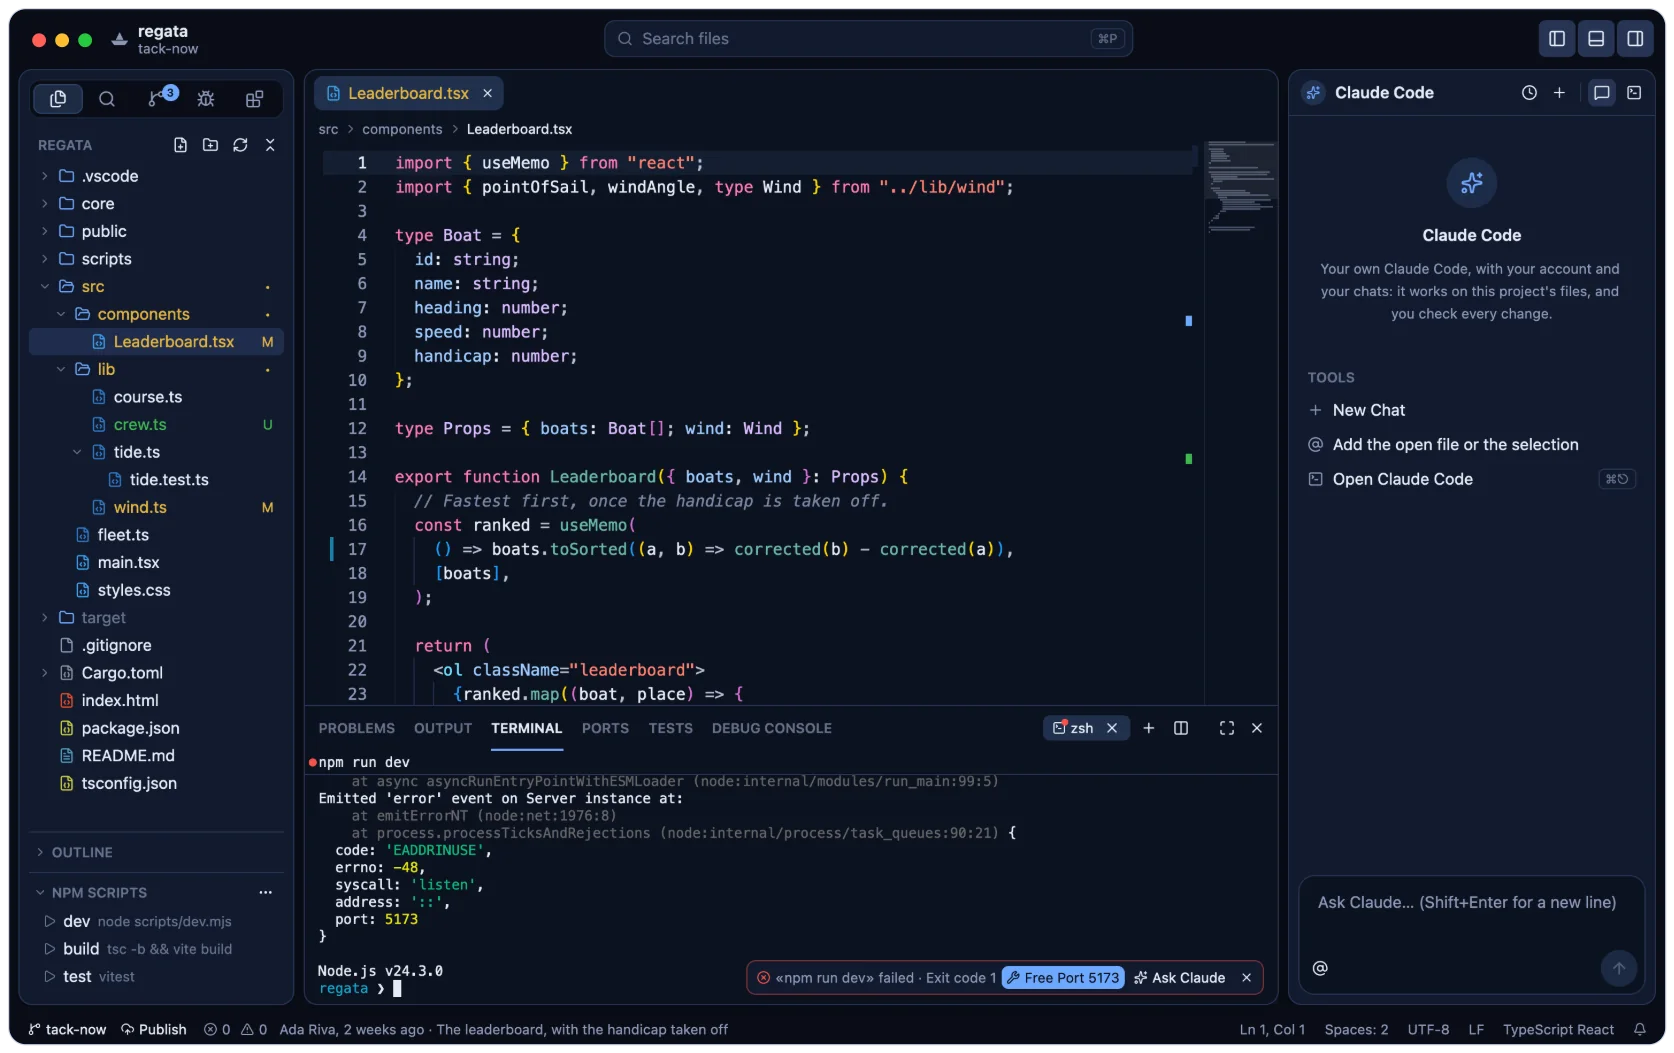 regata
tack-now
Search files
⌘P
3
REGATA
.vscode
core
public
scripts
src
components
Leaderboard.tsx M
lib
course.ts
crew.ts U
tide.ts
tide.test.ts
wind.ts M
fleet.ts
main.tsx
styles.css
target
.gitignore
Cargo.toml
index.html
package.json
README.md
tsconfig.json
OUTLINE
NPM SCRIPTS
dev node scripts/dev.mjs
build tsc -b && vite build
test vitest
Leaderboard.tsx
src > components > Leaderboard.tsx
1 import { useMemo } from "react";
2 import { pointOfSail, windAngle, type Wind } from "../lib/wind";
3
4 type Boat = {
5 id: string;
6 name: string;
7 heading: number;
8 speed: number;
9 handicap: number;
10 };
11
12 type Props = { boats: Boat[]; wind: Wind };
13
14 export function Leaderboard({ boats, wind }: Props) {
15 // Fastest first, once the handicap is taken off.
16 const ranked = useMemo(
17 () => boats.toSorted((a, b) => corrected(b) - corrected(a)),
18 [boats],
19 );
20
21 return (
22 <ol className="leaderboard">
23 {ranked.map((boat, place) => {
PROBLEMS OUTPUT TERMINAL PORTS TESTS DEBUG CONSOLE
zsh
npm run dev
at async asyncRunEntryPointWithESMLoader (node:internal/modules/run_main:99:5)
Emitted 'error' event on Server instance at:
at emitErrorNT (node:net:1976:8)
at process.processTicksAndRejections (node:internal/process/task_queues:90:21) {
code: 'EADDRINUSE',
errno: -48,
syscall: 'listen',
address: '::',
port: 5173
}
Node.js v24.3.0
regata ❯
«npm run dev» failed · Exit code 1 Free Port 5173 Ask Claude
Claude Code
Claude Code
Your own Claude Code, with your account and
your chats: it works on this project's files, and
you check every change.
TOOLS
New Chat
@ Add the open file or the selection
Open Claude Code
Ask Claude... (Shift+Enter for a new line)
@
tack-now Publish 0 0 Ada Riva, 2 weeks ago · The leaderboard, with the handicap taken off
Ln 1, Col 1 Spaces: 2 UTF-8 LF TypeScript React